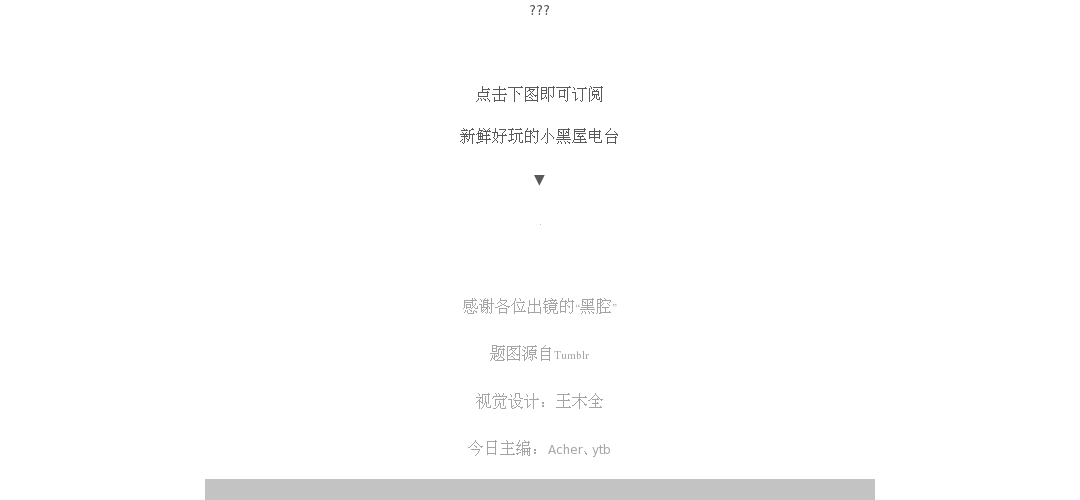 ???
点击下图即可订阅
新鲜好玩的小黑屋电台
▼
感谢各位出镜的“黑腔”
题图源自Tumblr
视觉设计：王木全
今日主编：Acher、ytb